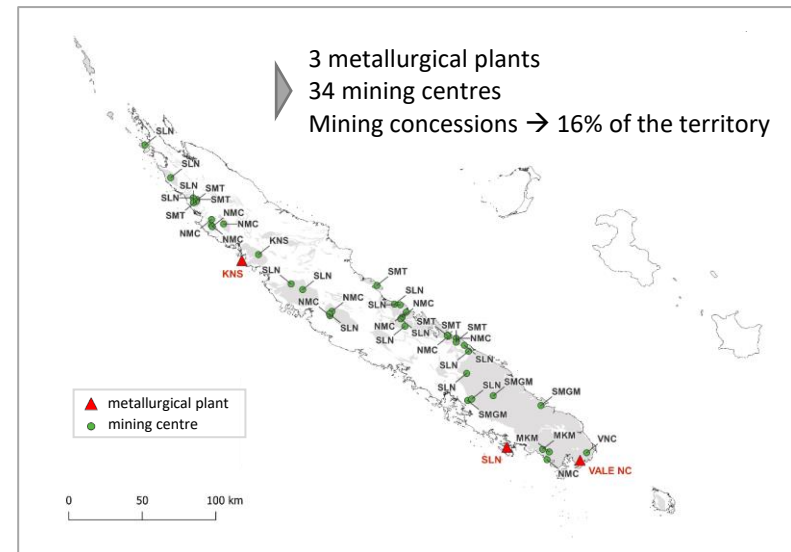 3 metallurgical plants
34 mining centres
Mining concessions → 16% of the territory
SLN
SLN
SLN
SMT
SMT
SMT
NMC
NMC
NMC
NMC
KNS
KNS
SLN
SLN
SMT
SLN
NMC
NMC
SLN
SLN
NMC
SMT
SMT
SMT
NMC
SLN
SLN
NMC
SLN
SLN
SMGM
SMGM
SMGM
MKM
MKM
VNC
NMC
SLN
VALE NC
metallurgical plant
mining centre
0 50 100 km